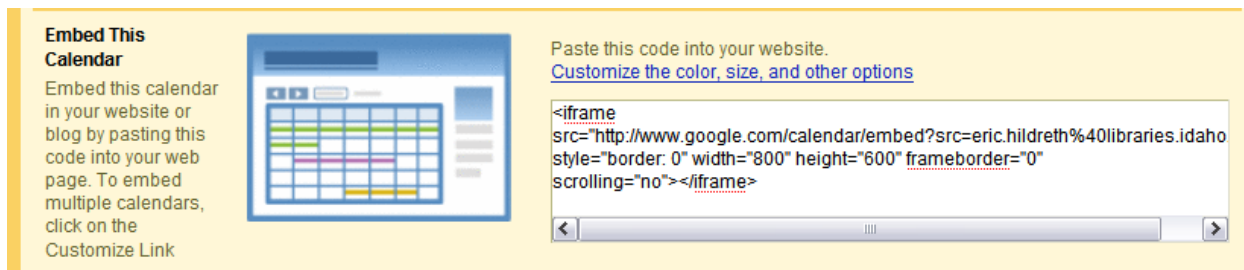 Embed This
Calendar
Embed this calendar
in your website or
blog by pasting this
code into your web
page. To embed
multiple calendars,
click on the
Customize Link
Paste this code into your website.
Customize the color, size, and other options
<iframe
src="http://www.google.com/calendar/embed?src=eric.hildreth%40libraries.idaho
style="border: 0" width="800" height="600" frameborder="0"
scrolling="no"></iframe>